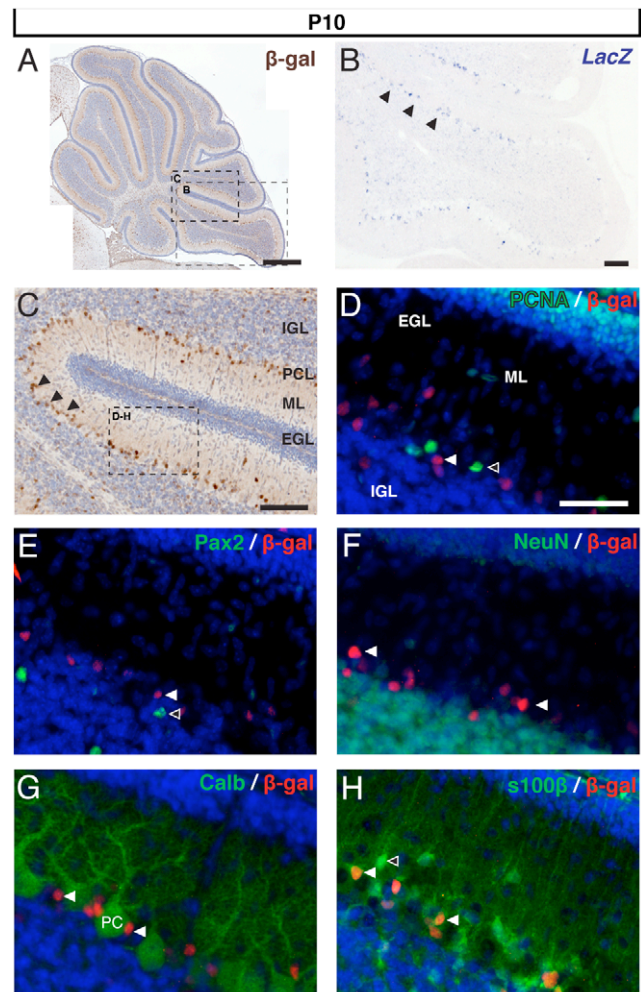 P10
A
β-gal
B
LacZ
C
B
C
IGL
PCL
ML
EGL
D-H
D
PCNA / β-gal
EGL
ML
IGL
E
Pax2 / β-gal
F
NeuN / β-gal
G
Calb / β-gal
PC
H
s100β / β-gal